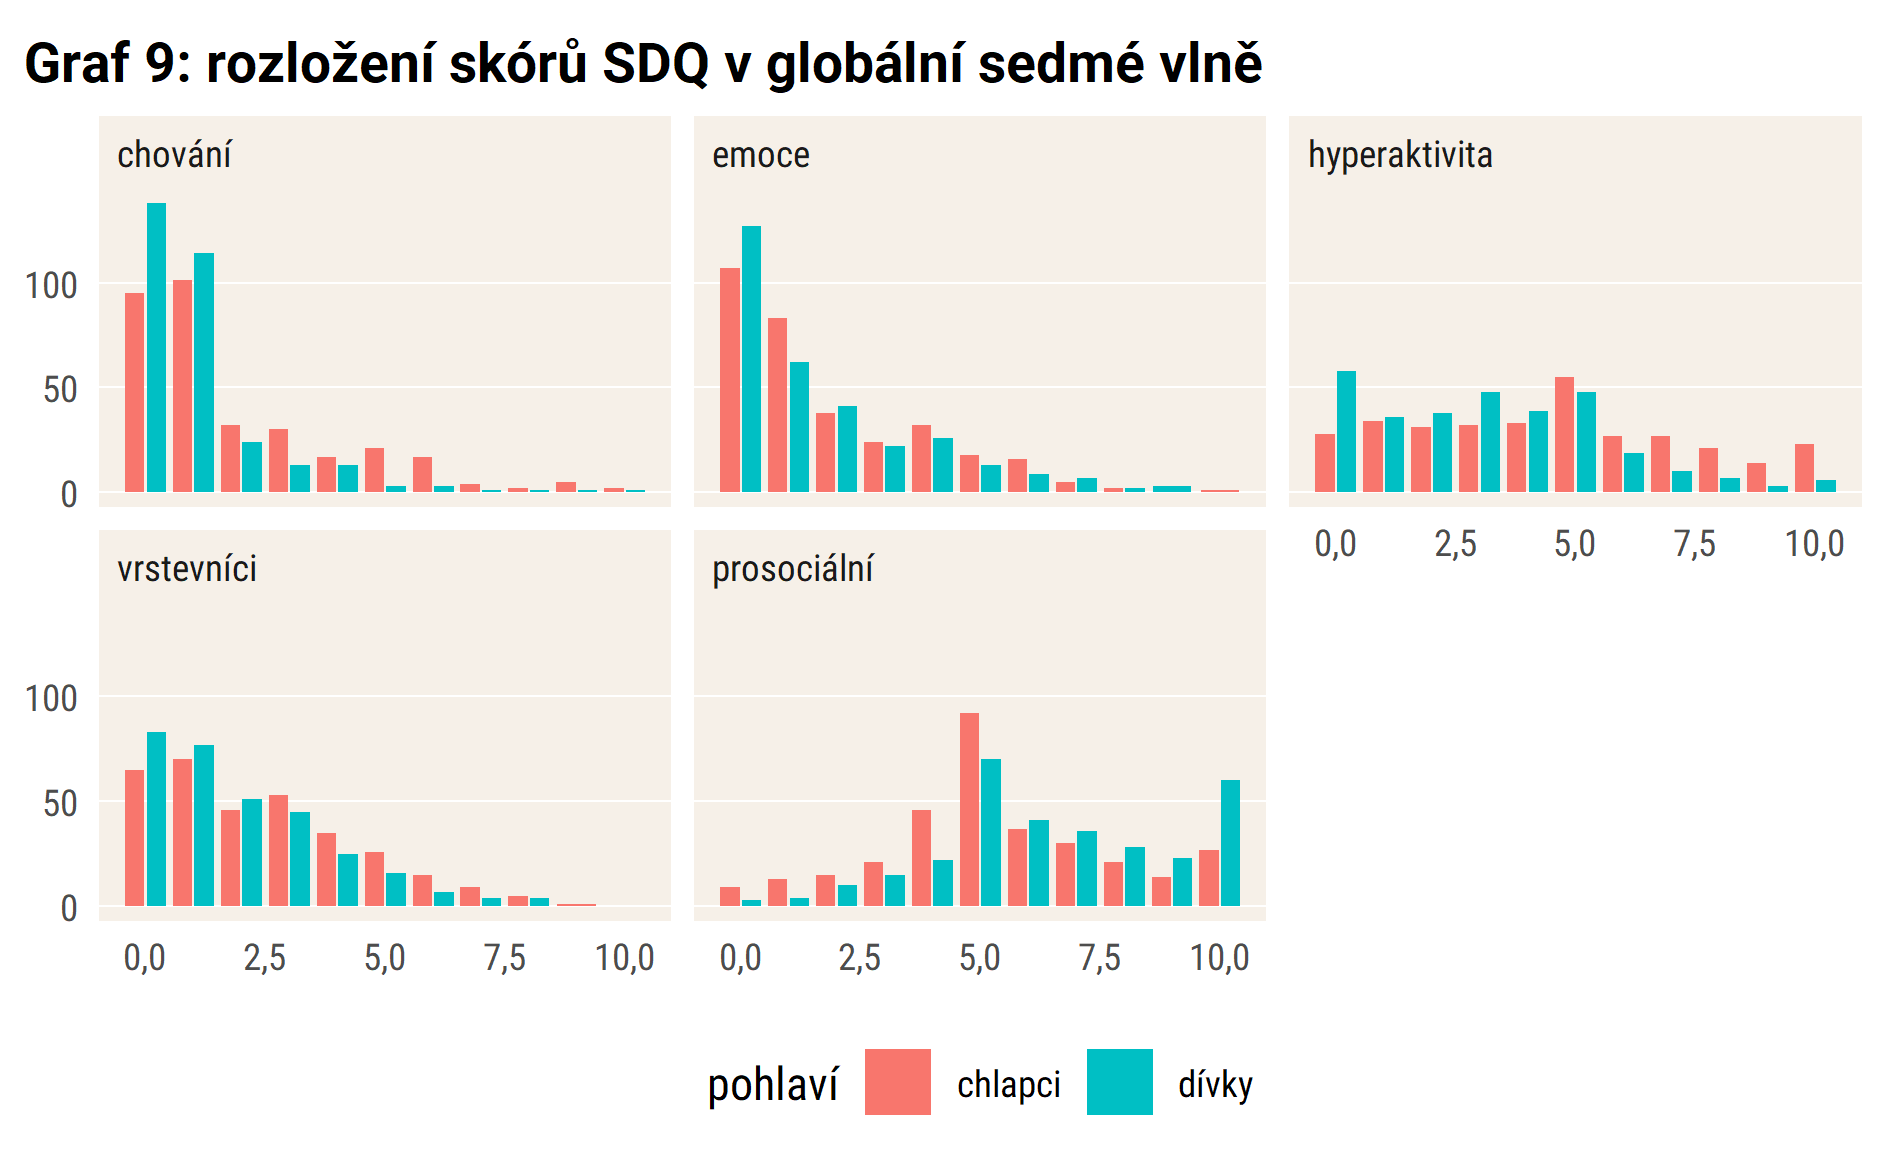 Graf 9: rozložení skórů SDQ v globální sedmé vlně
chování
emoce
hyperaktivita
100
50
0
0,0 2,5 5,0 7,5 10,0
vrstevníci
prosociální
100
50
0
0,0 2,5 5,0 7,5 10,0
0,0 2,5 5,0 7,5 10,0
pohlaví chlapci dívky